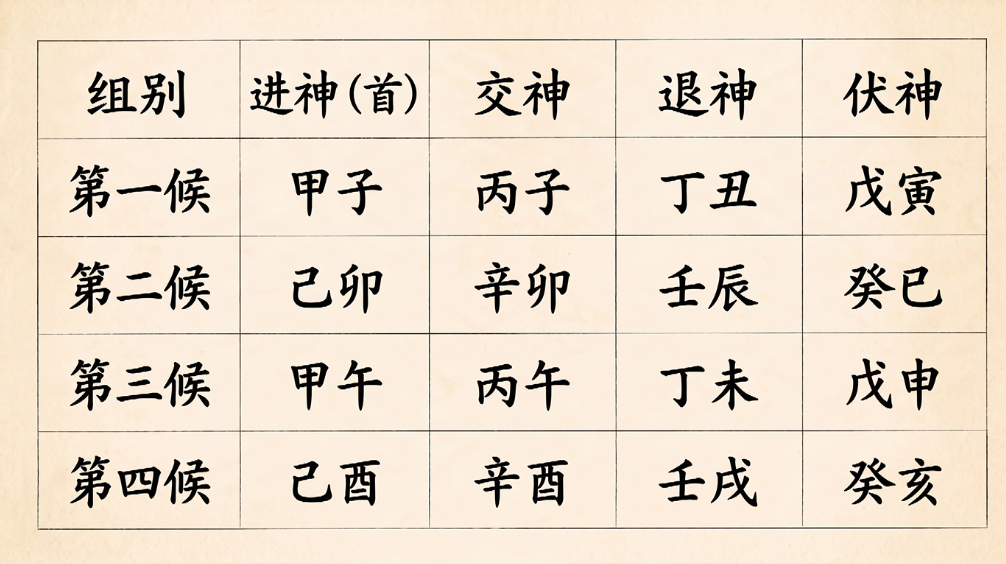 组别 进神(首) 交神 退神 伏神
第一候 甲子 丙子 丁丑 戊寅
第二候 己卯 辛卯 壬辰 癸巳
第三候 甲午 丙午 丁未 戊申
第四候 己酉 辛酉 壬戌 癸亥